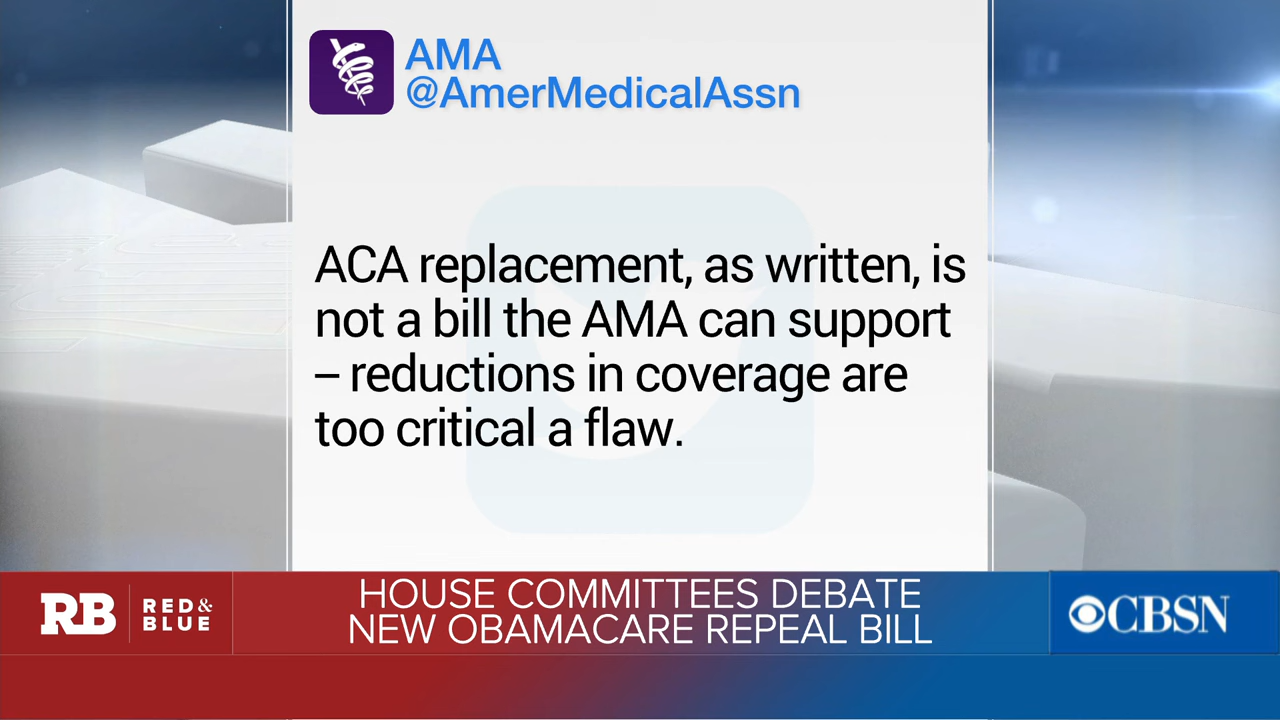 AMA
@AmerMedicalAssn
ACA replacement, as written, is
not a bill the AMA can support
– reductions in coverage are
too critical a flaw.
RB RED&
BLUE
HOUSE COMMITTEES DEBATE
NEW OBAMACARE REPEAL BILL
CBSN